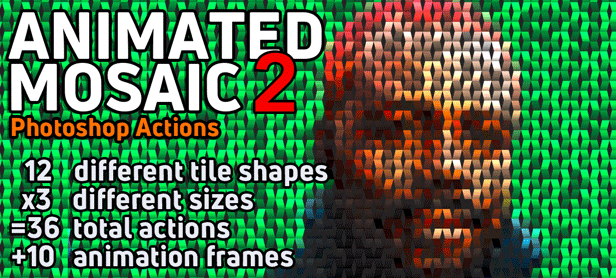 ANIMATED
MOSAIC 2
Photoshop Actions
12 different tile shapes
x3 different sizes
=36 total actions
+10 animation frames